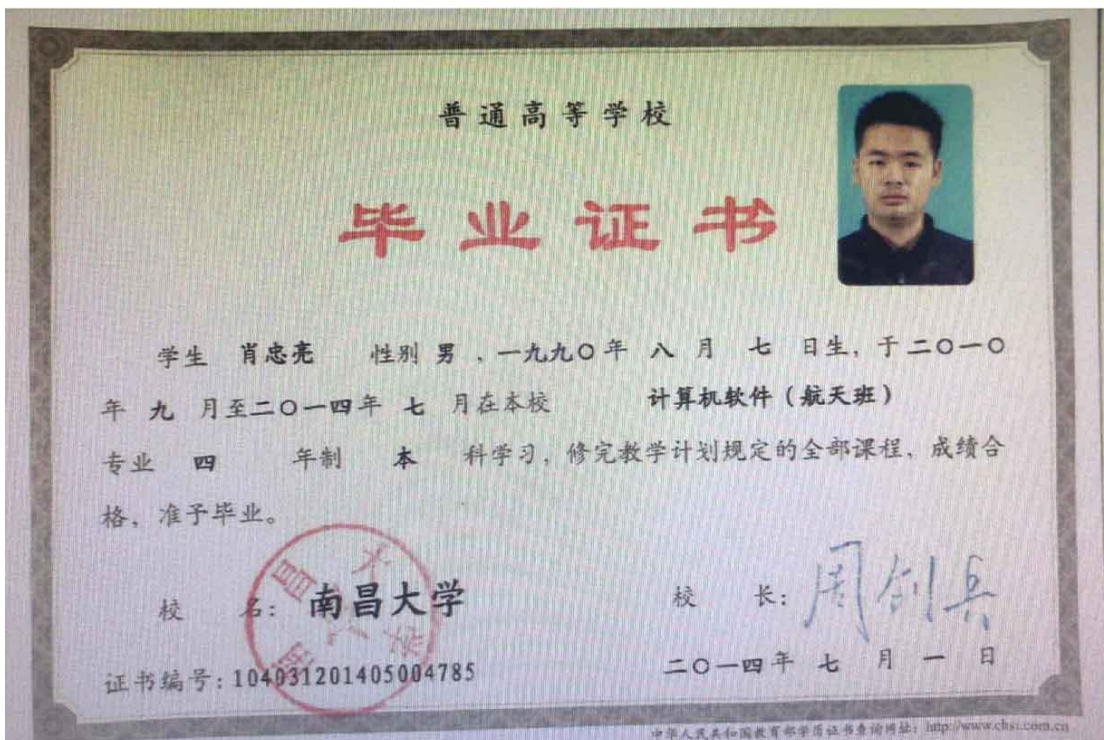 普通高等学校
毕业证书
学生 肖忠亮 性别 男 ，一九九〇年 八 月 七 日生，于二〇一〇
年 九 月至二〇一四年 七 月在本校 计算机软件（航天班）
专业 四 年制 本 科学习，修完教学计划规定的全部课程，成绩合
格，准予毕业。
校 名：南昌大学
校 长：周创兵
证书编号：104031201405004785
二〇一四年 七 月 一 日
中华人民共和国教育部学历证书查询网址：http://www.chsi.com.cn